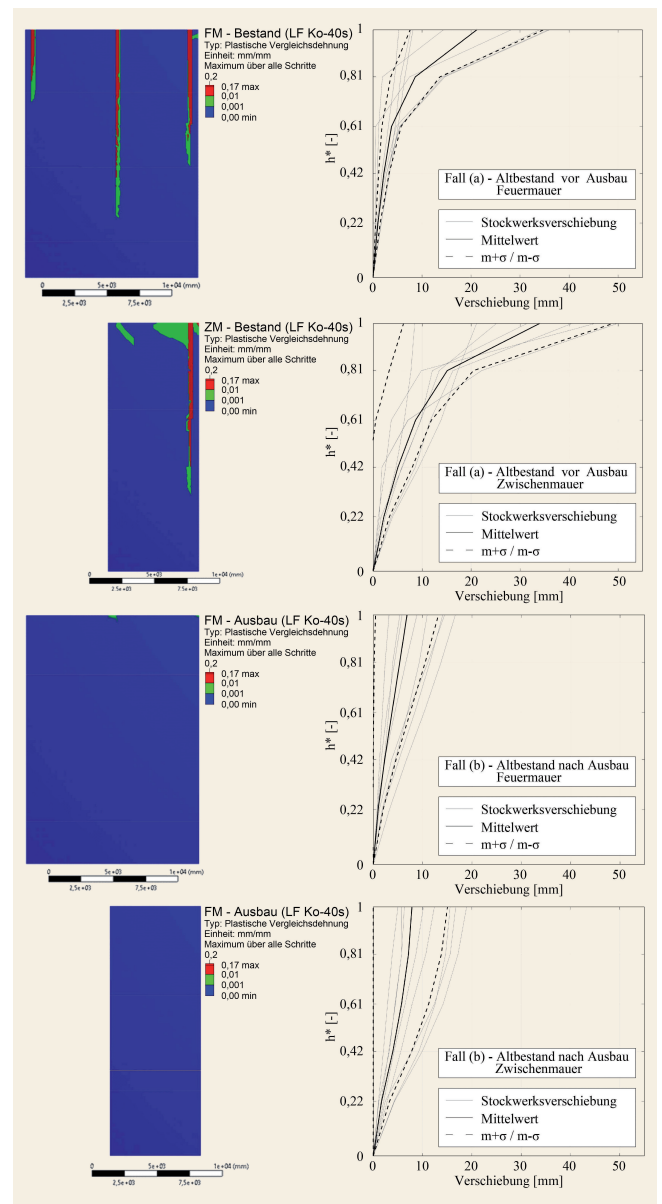 FM - Bestand (LF Ko-40s)
Typ: Plastische Vergleichsdehnung
Einheit: mm/mm
Maximum über alle Schritte
0,2
0,17 max
0,01
0,001
0,00 min
0 5e+03 1e+04 (mm)
2,5e+03 7,5e+03
1
0,81
0,61
0,42
0,22
0
h* [-]
Fall (a) - Altbestand vor Ausbau
Feuermauer
Stockwerksverschiebung
Mittelwert
m+σ / m-σ
0 10 20 30 40 50
Verschiebung [mm]
ZM - Bestand (LF Ko-40s)
Typ: Plastische Vergleichsdehnung
Einheit: mm/mm
Maximum über alle Schritte
0,2
0,17 max
0,01
0,001
0,00 min
0 5e+03 1e+04 (mm)
2.5e+03 7.5e+03
1
0,81
0,61
0,42
0,22
0
h* [-]
Fall (a) - Altbestand vor Ausbau
Zwischenmauer
Stockwerksverschiebung
Mittelwert
m+σ / m-σ
0 10 20 30 40 50
Verschiebung [mm]
FM - Ausbau (LF Ko-40s)
Typ: Plastische Vergleichsdehnung
Einheit: mm/mm
Maximum über alle Schritte
0,2
0,17 max
0,01
0,001
0,00 min
0 5e+03 1e+04 (mm)
2,5e+03 7,5e+03
1
0,81
0,61
0,42
0,22
0
h* [-]
Fall (b) - Altbestand nach Ausbau
Feuermauer
Stockwerksverschiebung
Mittelwert
m+σ / m-σ
0 10 20 30 40 50
Verschiebung [mm]
FM - Ausbau (LF Ko-40s)
Typ: Plastische Vergleichsdehnung
Einheit: mm/mm
Maximum über alle Schritte
0,2
0,17 max
0,01
0,001
0,00 min
0 5e+03 1e+04 (mm)
2,5e+03 7,5e+03
1
0,81
0,61
0,42
0,22
0
h* [-]
Fall (b) - Altbestand nach Ausbau
Zwischenmauer
Stockwerksverschiebung
Mittelwert
m+σ / m-σ
0 10 20 30 40 50
Verschiebung [mm]